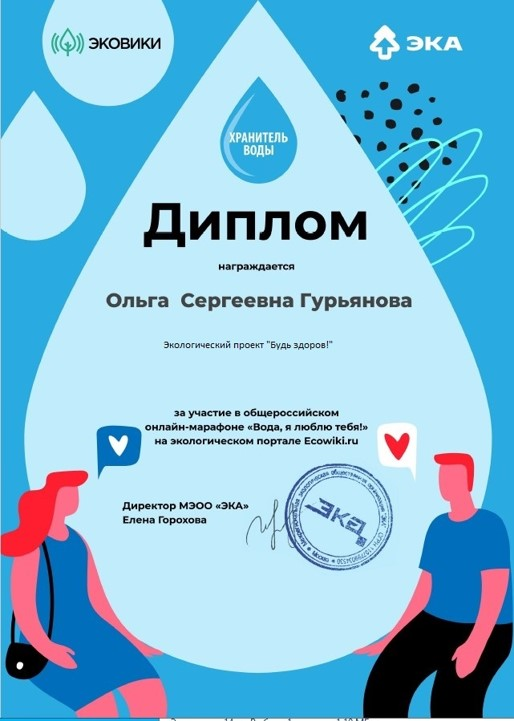 ЭКОВИКИ
ЭКА
ХРАНИТЕЛЬ
ВОДЫ
Диплом
награждается
Ольга Сергеевна Гурьянова
Экологический проект "Будь здоров!"
за участие в общероссийском
онлайн-марафоне «Вода, я люблю тебя!»
на экологическом портале Ecowiki.ru
Директор МЭОО «ЭКА»
Елена Горохова
ЭКА